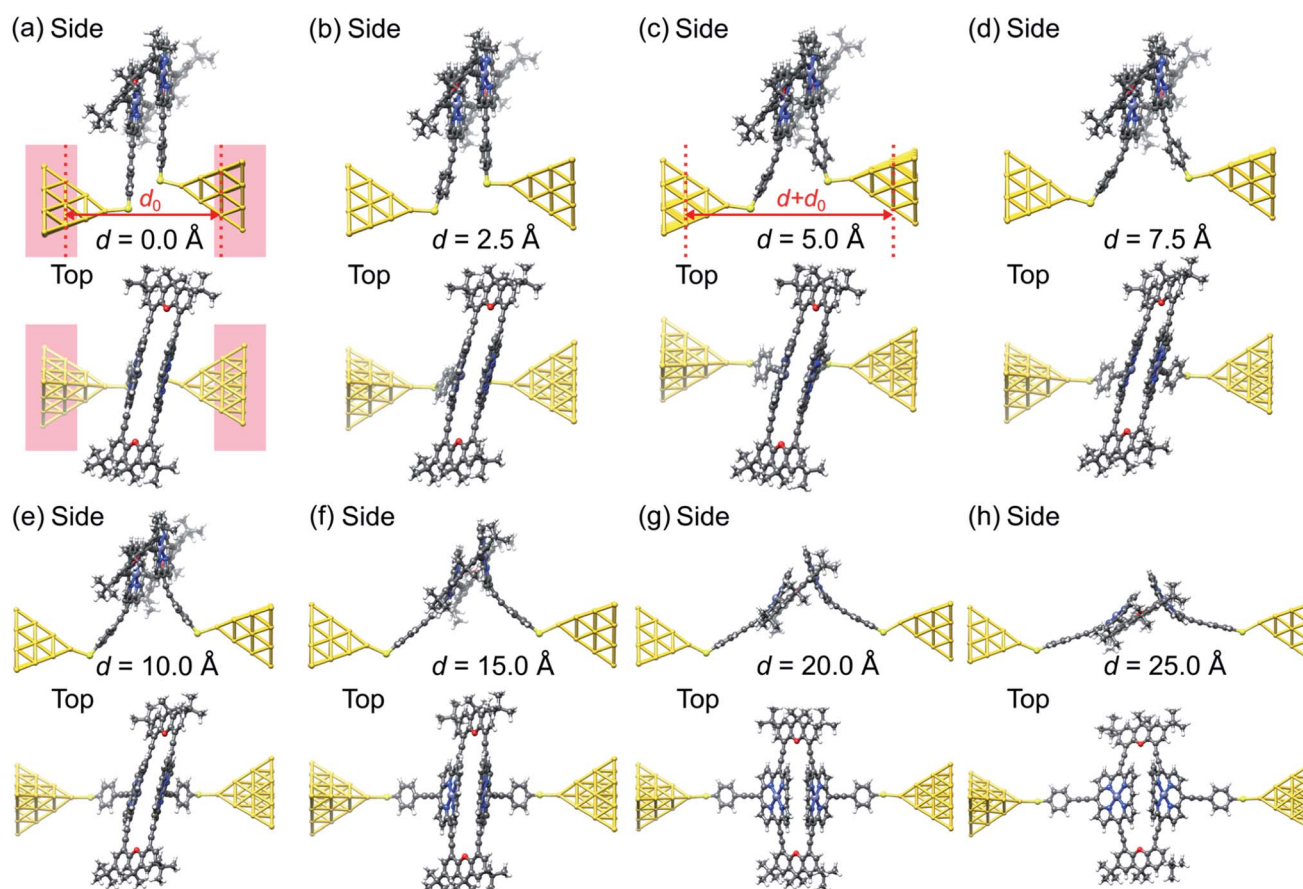 (a) Side
(b) Side
(c) Side
(d) Side
d0
d+d0
d = 0.0 Å
d = 2.5 Å
d = 5.0 Å
d = 7.5 Å
Top
Top
Top
Top
(e) Side
(f) Side
(g) Side
(h) Side
d = 10.0 Å
d = 15.0 Å
d = 20.0 Å
d = 25.0 Å
Top
Top
Top
Top